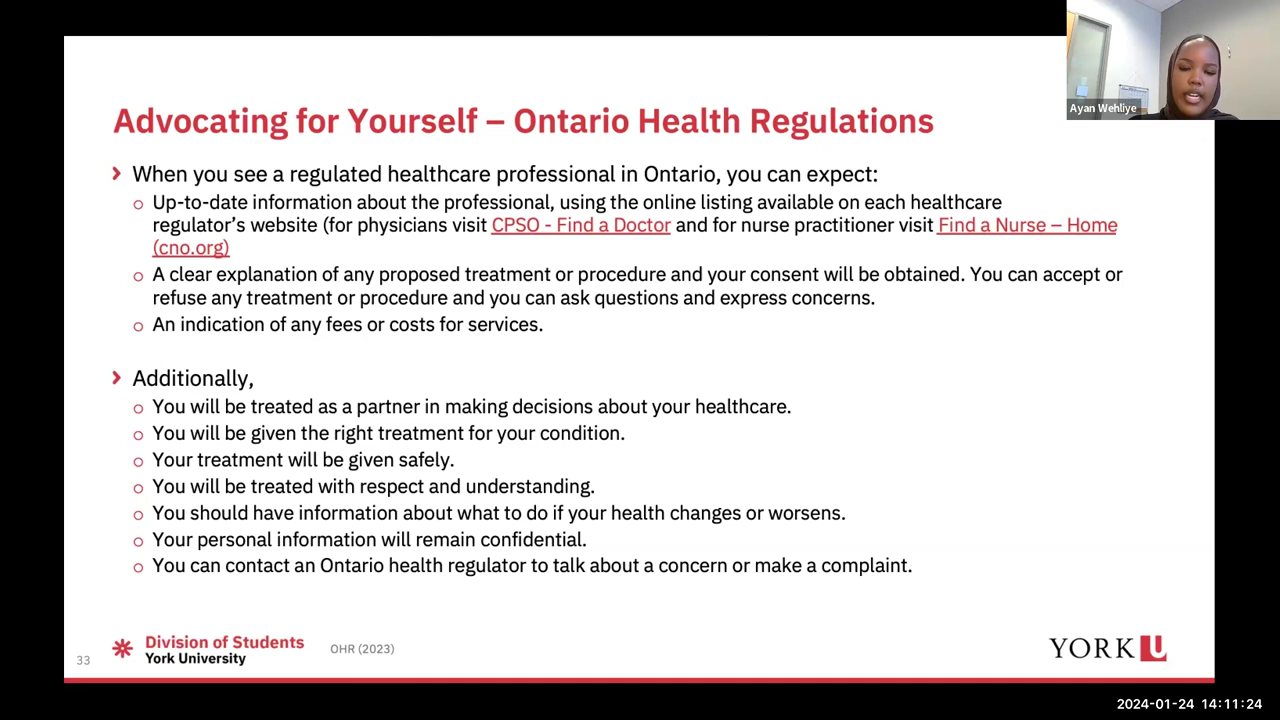 Ayan Wehliye
Advocating for Yourself – Ontario Health Regulations
When you see a regulated healthcare professional in Ontario, you can expect:
Up-to-date information about the professional, using the online listing available on each healthcare
regulator's website (for physicians visit CPSO - Find a Doctor and for nurse practitioner visit Find a Nurse – Home
(cno.org)
A clear explanation of any proposed treatment or procedure and your consent will be obtained. You can accept or
refuse any treatment or procedure and you can ask questions and express concerns.
An indication of any fees or costs for services.
Additionally,
You will be treated as a partner in making decisions about your healthcare.
You will be given the right treatment for your condition.
Your treatment will be given safely.
You will be treated with respect and understanding.
You should have information about what to do if your health changes or worsens.
Your personal information will remain confidential.
You can contact an Ontario health regulator to talk about a concern or make a complaint.
33
Division of Students
York University
OHR (2023)
YORK U
2024-01-24 14:11:24